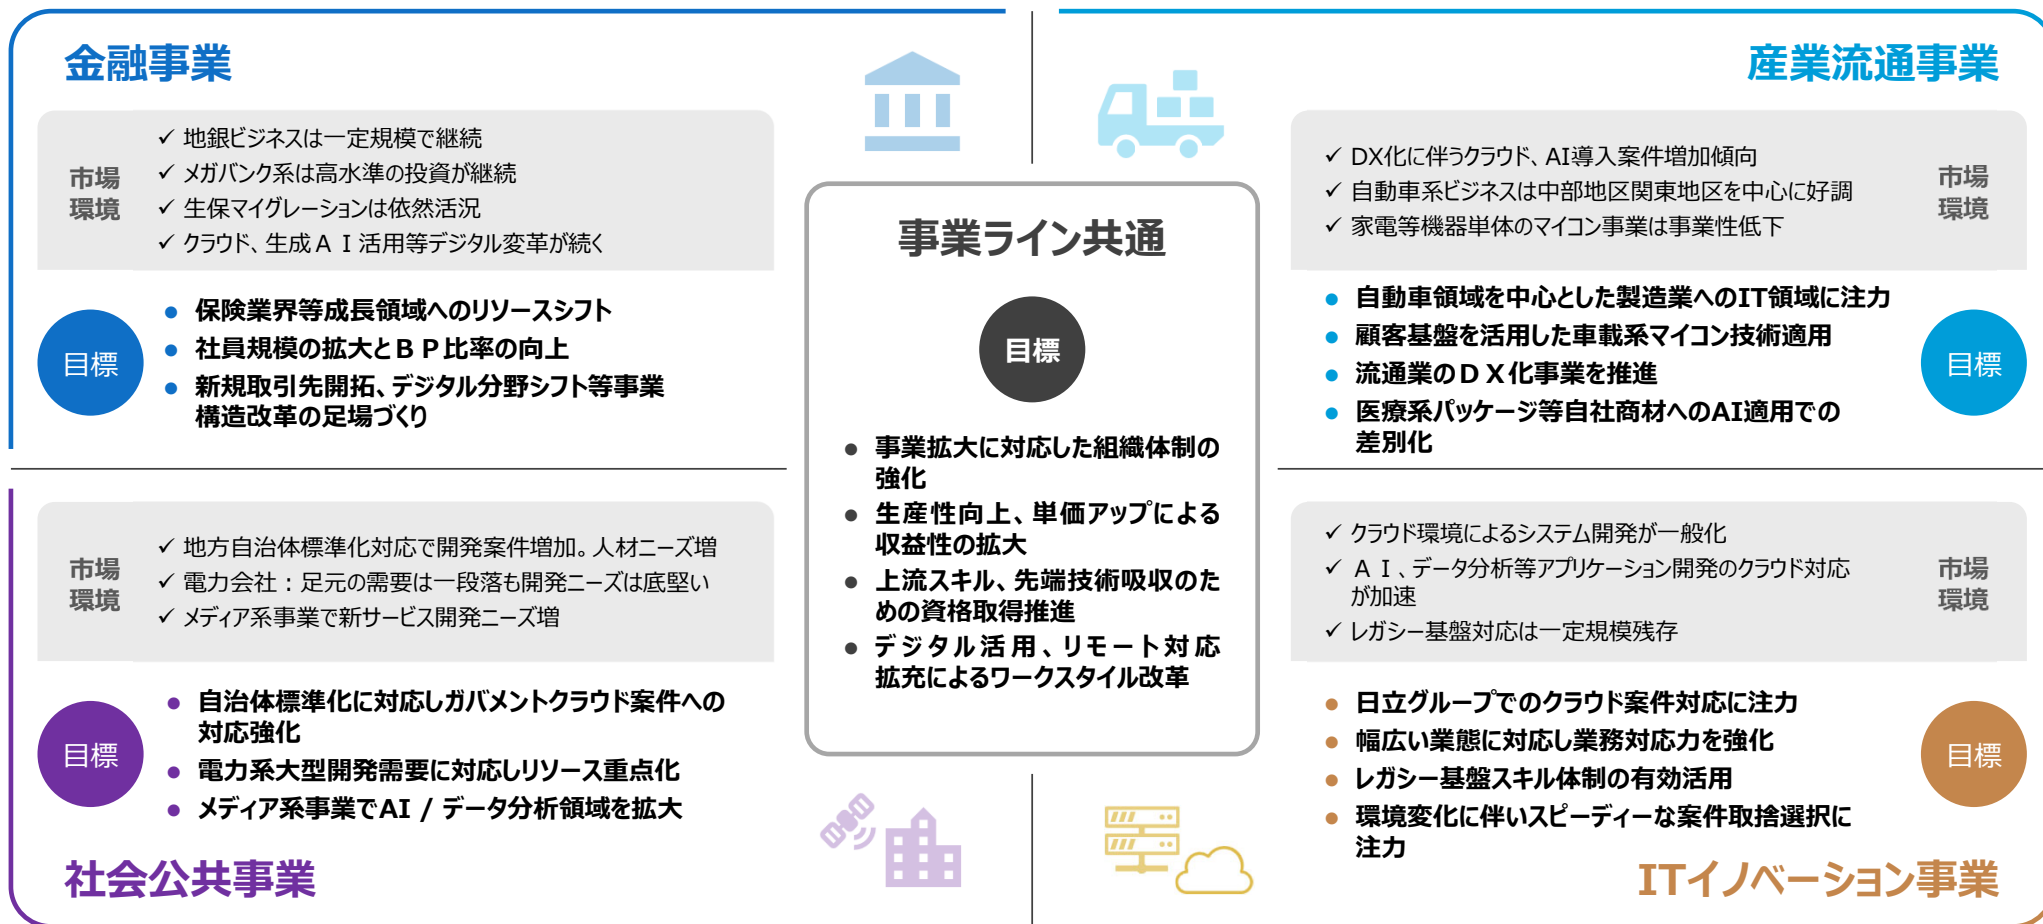 金融事業
市場
環境
✓ 地銀ビジネスは一定規模で継続
✓ メガバンク系は高水準の投資が継続
✓ 生保マイグレーションは依然活況
✓ クラウド、生成ＡＩ活用等デジタル変革が続く
目標
● 保険業界等成長領域へのリソースシフト
● 社員規模の拡大とＢＰ比率の向上
● 新規取引先開拓、デジタル分野シフト等事業
構造改革の足場づくり
産業流通事業
✓ DX化に伴うクラウド、AI導入案件増加傾向
✓ 自動車系ビジネスは中部地区関東地区を中心に好調
✓ 家電等機器単体のマイコン事業は事業性低下
市場
環境
● 自動車領域を中心とした製造業へのIT領域に注力
● 顧客基盤を活用した車載系マイコン技術適用
● 流通業のＤＸ化事業を推進
● 医療系パッケージ等自社商材へのAI適用での
差別化
目標
事業ライン共通
目標
● 事業拡大に対応した組織体制の
強化
● 生産性向上、単価アップによる
収益性の拡大
● 上流スキル、先端技術吸収のた
めの資格取得推進
● デジタル活用、リモート対応
拡充によるワークスタイル改革
市場
環境
✓ 地方自治体標準化対応で開発案件増加。人材ニーズ増
✓ 電力会社：足元の需要は一段落も開発ニーズは底堅い
✓ メディア系事業で新サービス開発ニーズ増
目標
● 自治体標準化に対応しガバメントクラウド案件への
対応強化
● 電力系大型開発需要に対応しリソース重点化
● メディア系事業でAI / データ分析領域を拡大
社会公共事業
✓ クラウド環境によるシステム開発が一般化
✓ ＡＩ、データ分析等アプリケーション開発のクラウド対応
が加速
✓ レガシー基盤対応は一定規模残存
市場
環境
● 日立グループでのクラウド案件対応に注力
● 幅広い業態に対応し業務対応力を強化
● レガシー基盤スキル体制の有効活用
● 環境変化に伴いスピーディーな案件取捨選択に
注力
目標
ITイノベーション事業